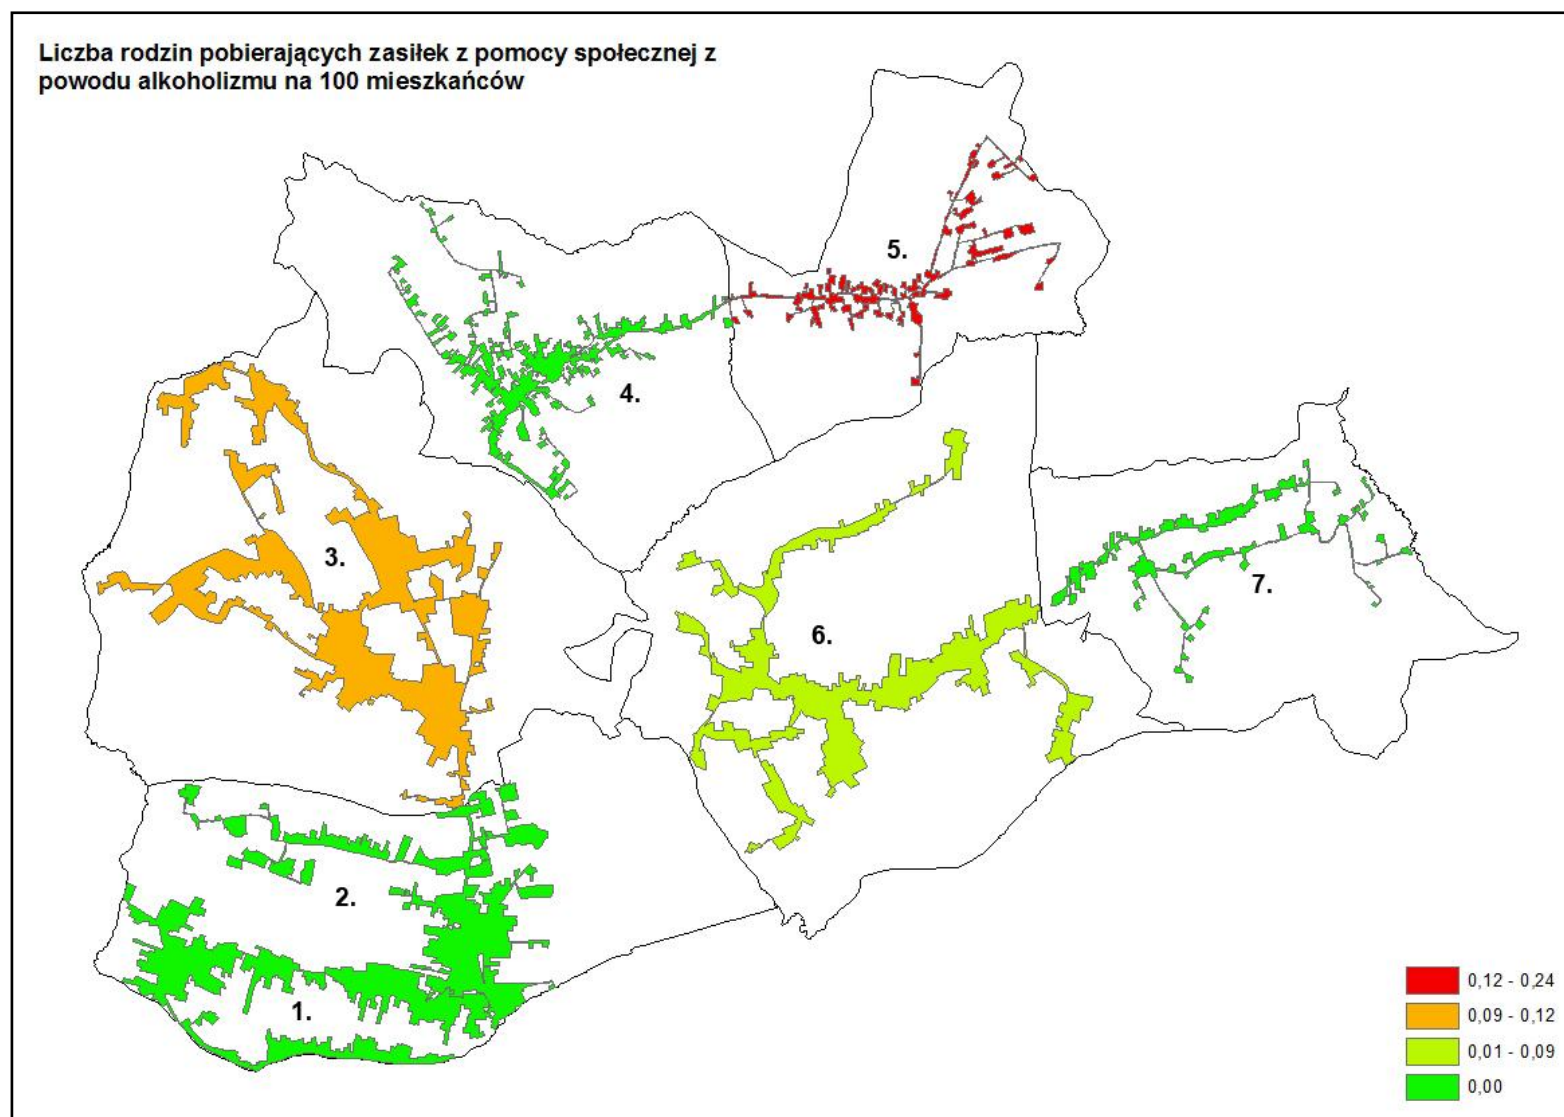 Liczba rodzin pobierających zasiłek z pomocy społecznej z
powodu alkoholizmu na 100 mieszkańców
5.
4.
3.
7.
6.
2.
1.
0,12 - 0,24
0,09 - 0,12
0,01 - 0,09
0,00